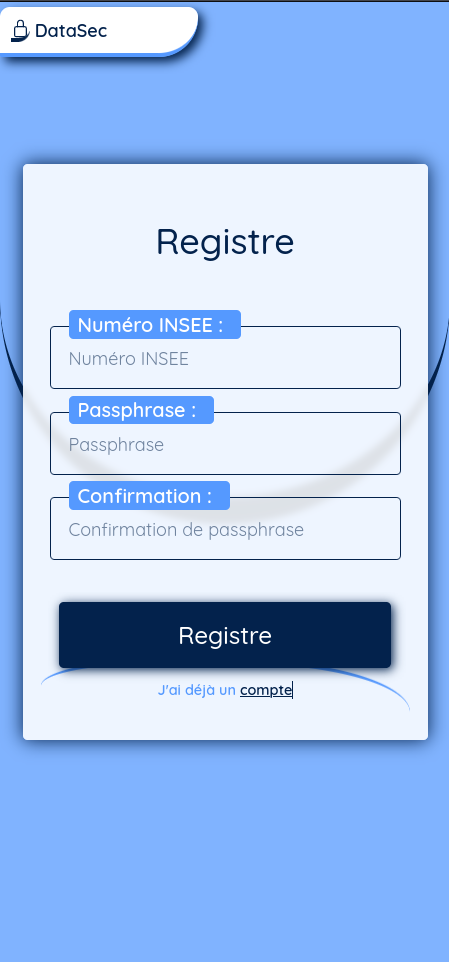 DataSec
Registre
Numéro INSEE :
Numéro INSEE
Passphrase :
Passphrase
Confirmation :
Confirmation de passphrase
Registre
J'ai déjà un compte